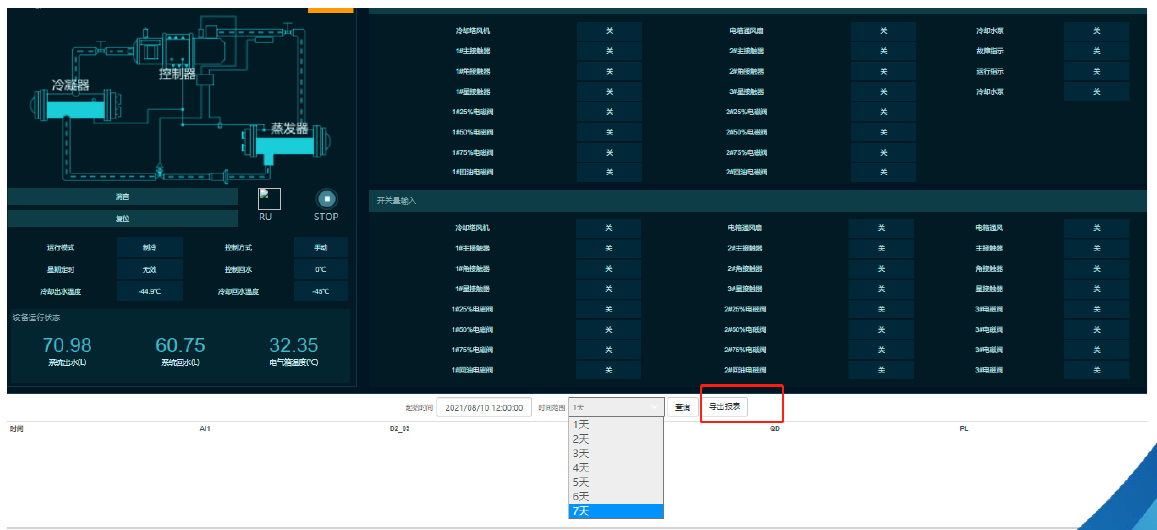 冷凝器
控制器
蒸发器
消音
复位
RU
STOP
运行模式 制冷 控制方式 手动
星期定时 无效 控制回水 0℃
冷却出水温度 -44.9℃ 冷却回水温度 -45℃
设备运行状态
70.98 60.75 32.35
系统出水(L) 系统回水(L) 电气箱温度(℃)
冷却塔风机 关 电箱通风扇 关 冷却水泵 关
1#主接触器 关 2#主接触器 关 故障指示 关
1#角接触器 关 2#角接触器 关 运行指示 关
1#星接触器 关 3#星接触器 关 冷却水泵 关
1#25%电磁阀 关 2#25%电磁阀 关
1#50%电磁阀 关 2#50%电磁阀 关
1#75%电磁阀 关 2#75%电磁阀 关
1#回油电磁阀 关 2#回油电磁阀 关
开关量输入
冷却塔风机 关 电箱通风扇 关 电箱通风 关
1#主接触器 关 2#主接触器 关 主接触器 关
1#角接触器 关 2#角接触器 关 角接触器 关
1#星接触器 关 3#星接触器 关 星接触器 关
1#25%电磁阀 关 2#25%电磁阀 关 3#电磁阀 关
1#50%电磁阀 关 2#50%电磁阀 关 3#电磁阀 关
1#75%电磁阀 关 2#75%电磁阀 关 3#电磁阀 关
1#回油电磁阀 关 2#回油电磁阀 关 3#电磁阀 关
起始时间 2021/08/10 12:00:00 时间范围 1天 查询 导出报表
时间 AI1 D2_03 QD PL
1天
2天
3天
4天
5天
6天
7天